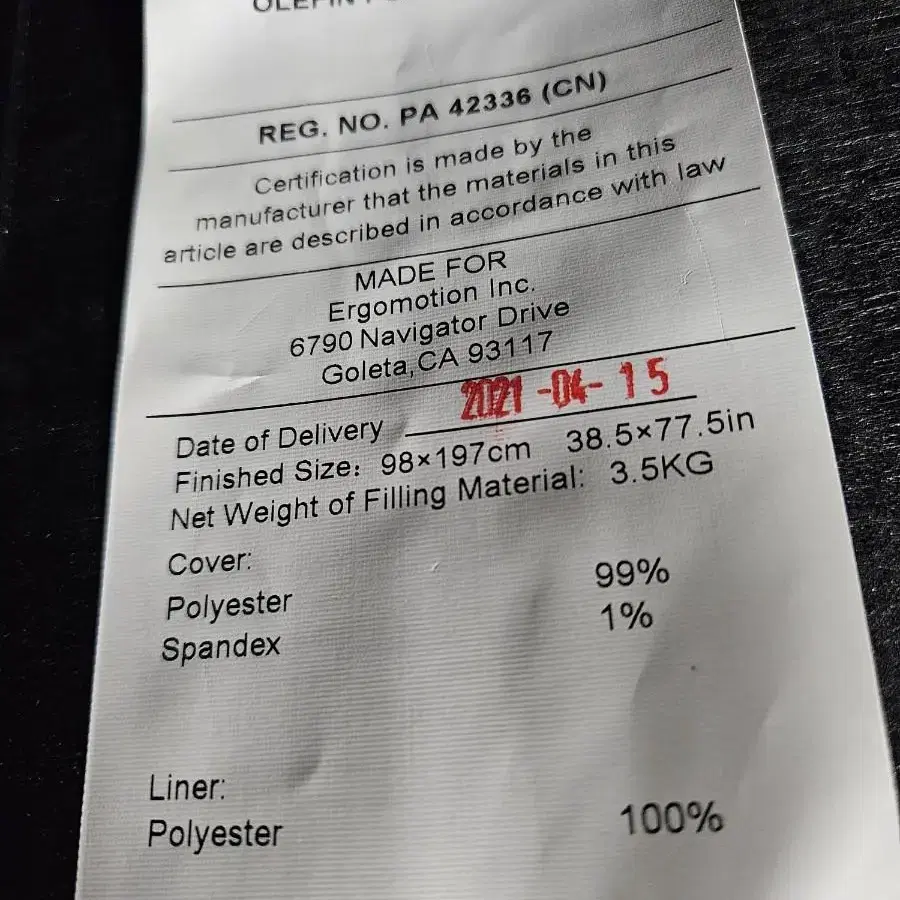 REG. NO. PA 42336 (CN)
Certification is made by the
manufacturer that the materials in this
article are described in accordance with law
MADE FOR
Ergomotion Inc.
6790 Navigator Drive
Goleta,CA 93117
Date of Delivery 2021-04-15
Finished Size: 98×197cm 38.5×77.5in
Net Weight of Filling Material: 3.5KG
Cover:
Polyester 99%
Spandex 1%
Liner:
Polyester 100%